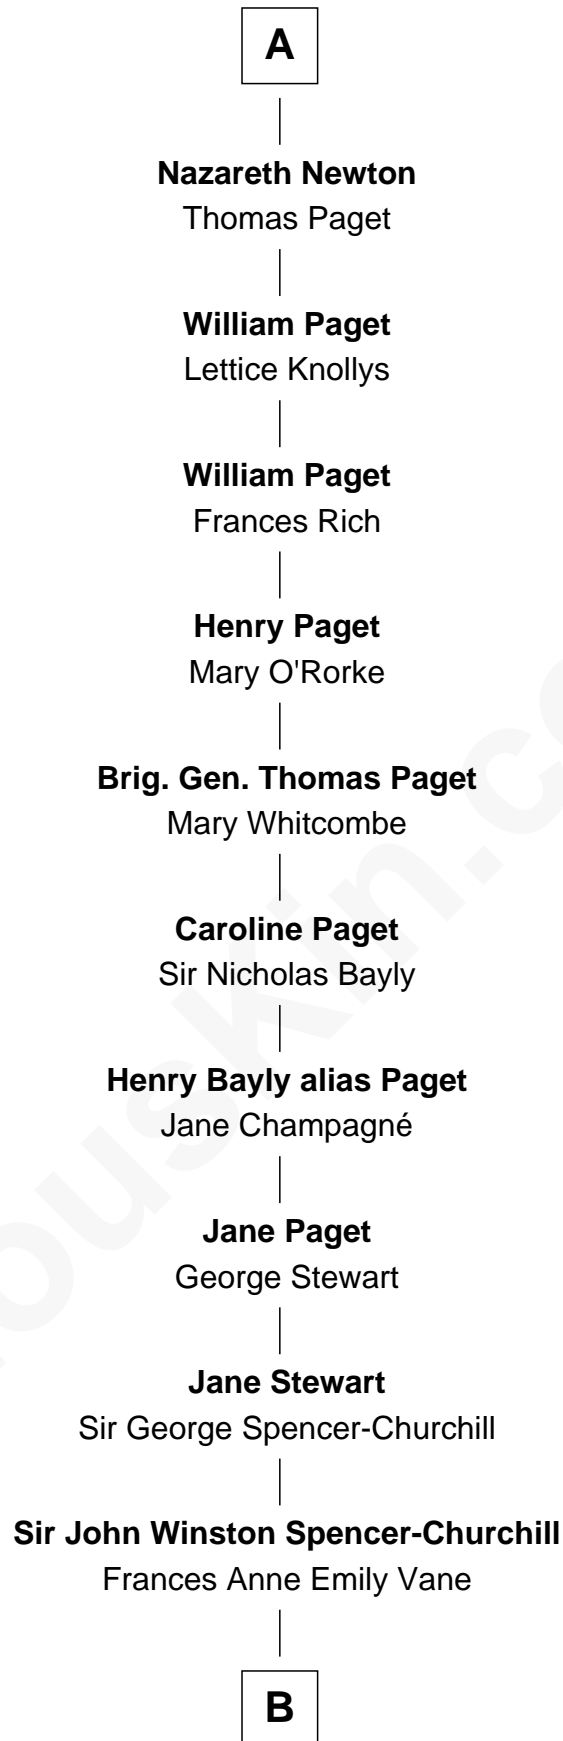 A
Nazareth Newton
Thomas Paget
William Paget
Lettice Knollys
William Paget
Frances Rich
Henry Paget
Mary O'Rorke
Brig. Gen. Thomas Paget
Mary Whitcombe
Caroline Paget
Sir Nicholas Bayly
Henry Bayly alias Paget
Jane Champagné
Jane Paget
George Stewart
Jane Stewart
Sir George Spencer-Churchill
Sir John Winston Spencer-Churchill
Frances Anne Emily Vane
B